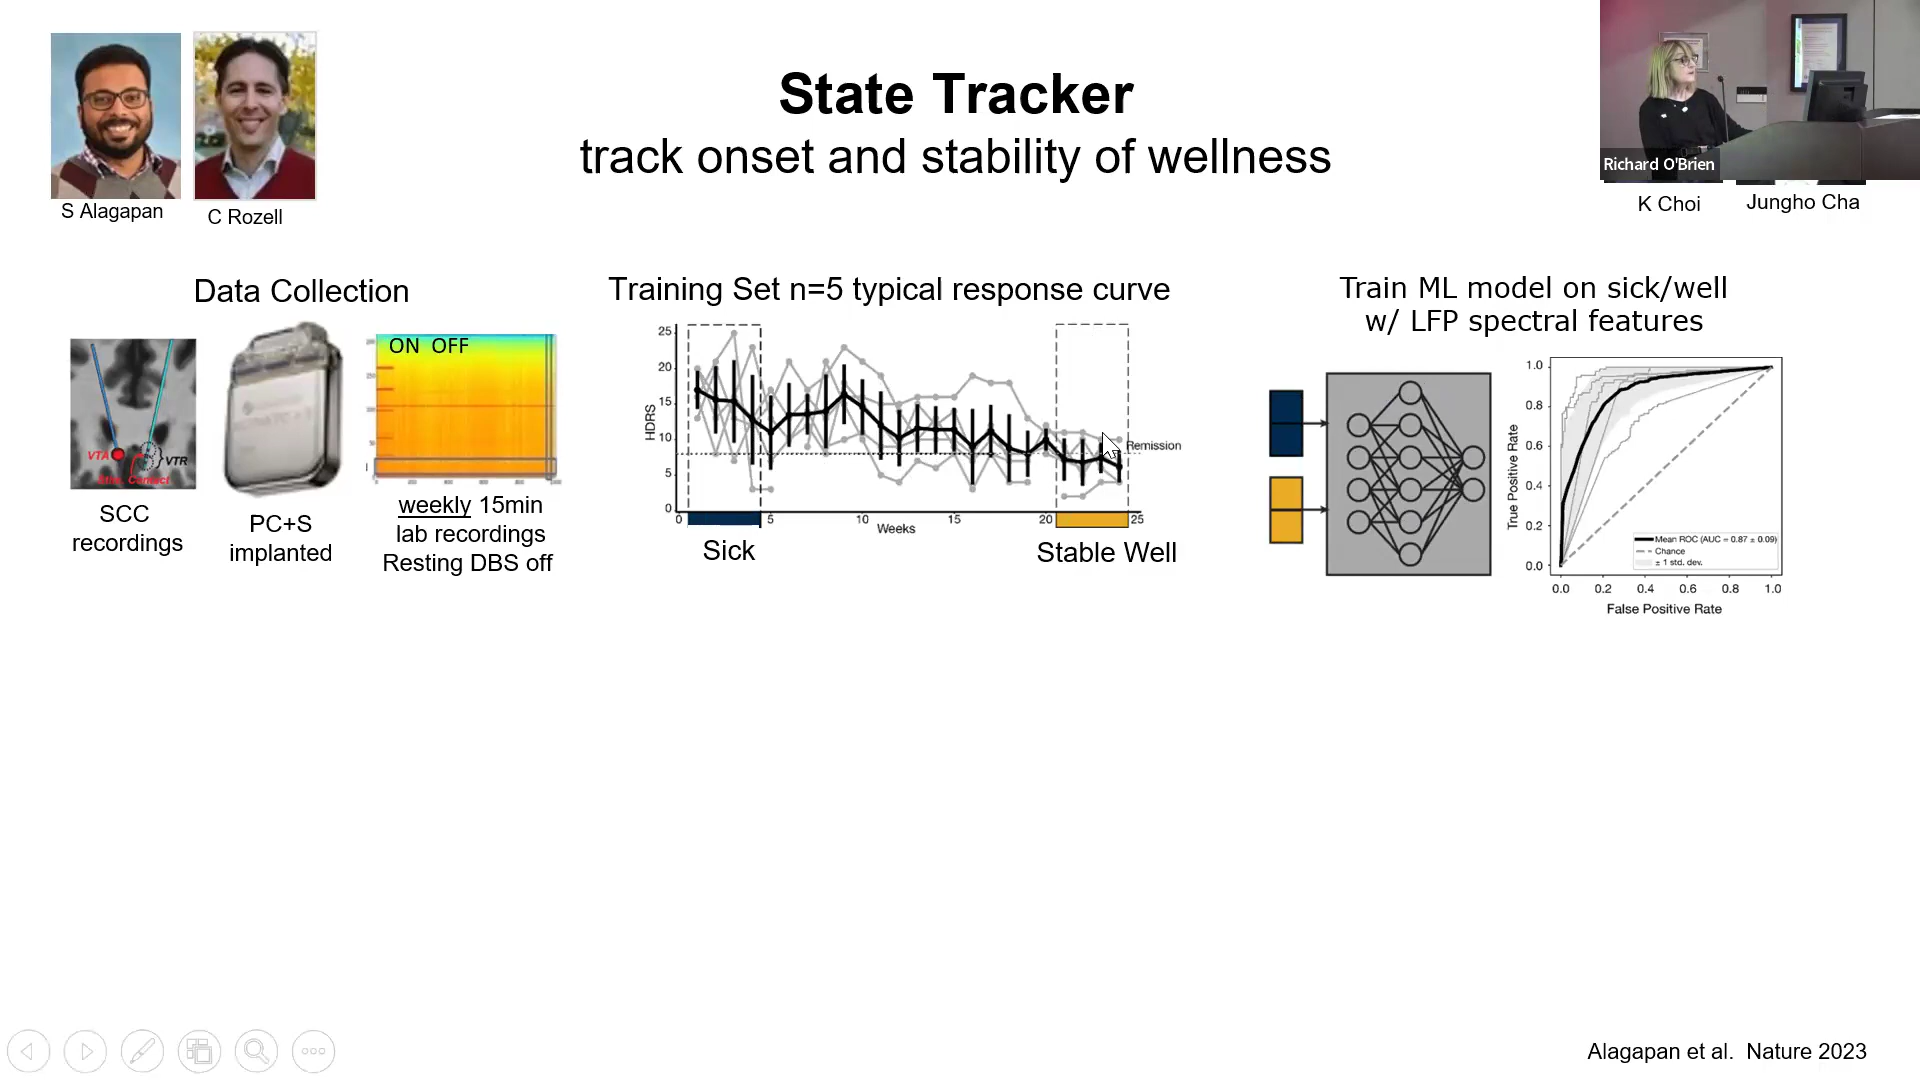 State Tracker
track onset and stability of wellness
S Alagapan
C Rozell
Richard O'Brien
K Choi
Jungho Cha
Data Collection
VTA
VTR
SCC
recordings
PC+S
implanted
ON OFF
weekly 15min
lab recordings
Resting DBS off
Training Set n=5 typical response curve
HDRS
25
20
15
10
5
0
Remission
0
5
10
15
20
25
Weeks
Sick
Stable Well
Train ML model on sick/well
w/ LFP spectral features
True Positive Rate
1.0
0.8
0.6
0.4
0.2
0.0
Mean ROC (AUC = 0.87 ± 0.09)
Chance
± 1 std. dev.
0.0
0.2
0.4
0.6
0.8
1.0
False Positive Rate
Alagapan et al. Nature 2023